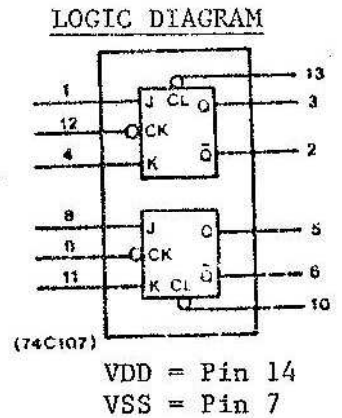 LOGIC DIAGRAM
13
1 J CL Q 3
12 CK
4 K Q̅ 2
8 J Q 5
CK
11 K CL Q̅ 6
10
(74C107)
VDD = Pin 14
VSS = Pin 7